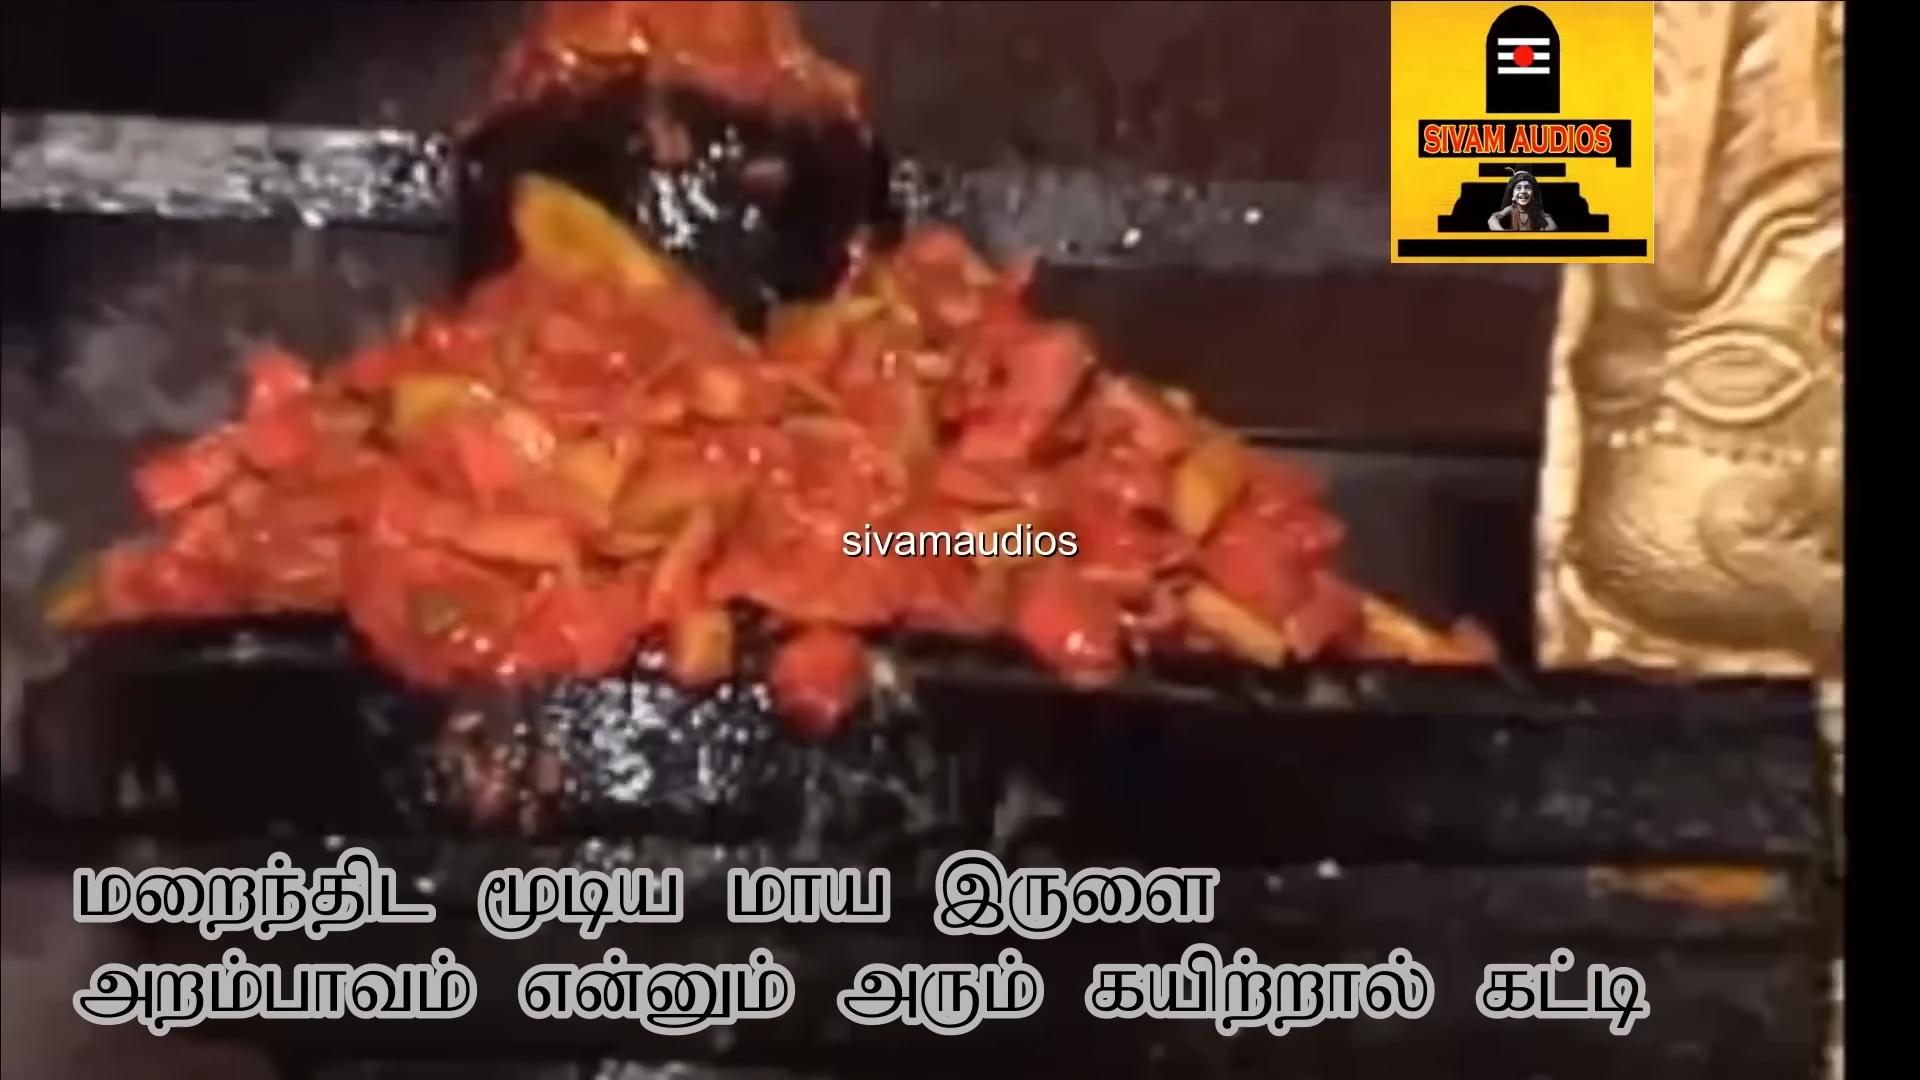 SIVAM AUDIOS
sivamaudios
மறைந்திட மூடிய மாய இருளை
அறம்பாவம் என்னும் அரும் கயிற்றால் கட்டி